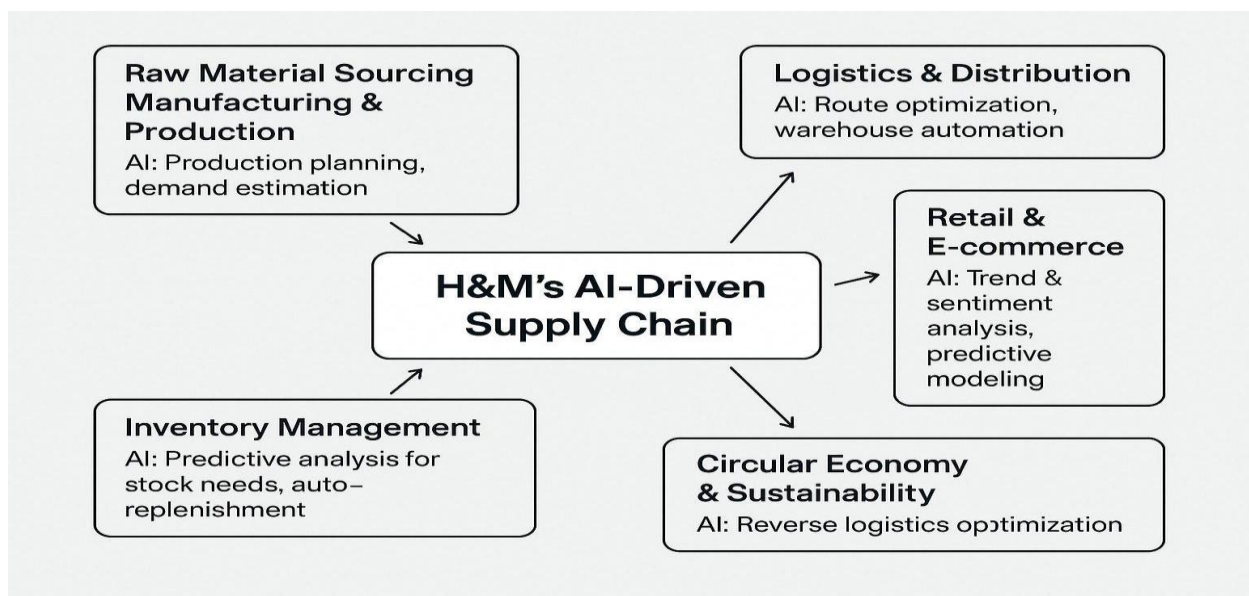 Raw Material Sourcing
Manufacturing &
Production
AI: Production planning,
demand estimation
Logistics & Distribution
AI: Route optimization,
warehouse automation
H&M’s AI-Driven
Supply Chain
Retail &
E-commerce
AI: Trend &
sentiment
analysis,
predictive
modeling
Inventory Management
AI: Predictive analysis for
stock needs, auto–
replenishment
Circular Economy
& Sustainability
AI: Reverse logistics opɔtimization